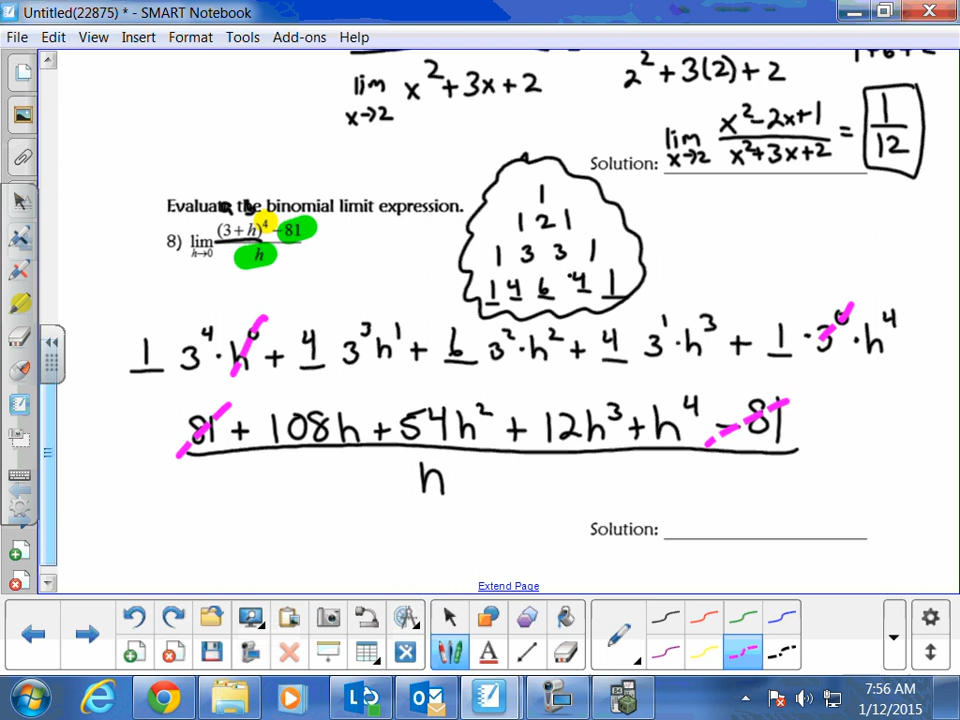 Untitled(22875) * - SMART Notebook
File Edit View Insert Format Tools Add-ons Help
lim x→2 x² + 3x + 2
2² + 3(2) + 2
Solution: lim x→2 x² - 2x + 1 / x² + 3x + 2 = 1/12
Evaluate the binomial limit expression.
8) lim h→0 (3 + h)⁴ - 81 / h
1
1 2 1
1 3 3 1
1 4 6 4 1
1 3⁴ · h⁰ + 4 3³ h¹ + 6 3² · h² + 4 3¹ · h³ + 1 · 3⁰ · h⁴
81 + 108h + 54h² + 12h³ + h⁴ - 81
h
Solution:
Extend Page
A
7:56 AM
1/12/2015